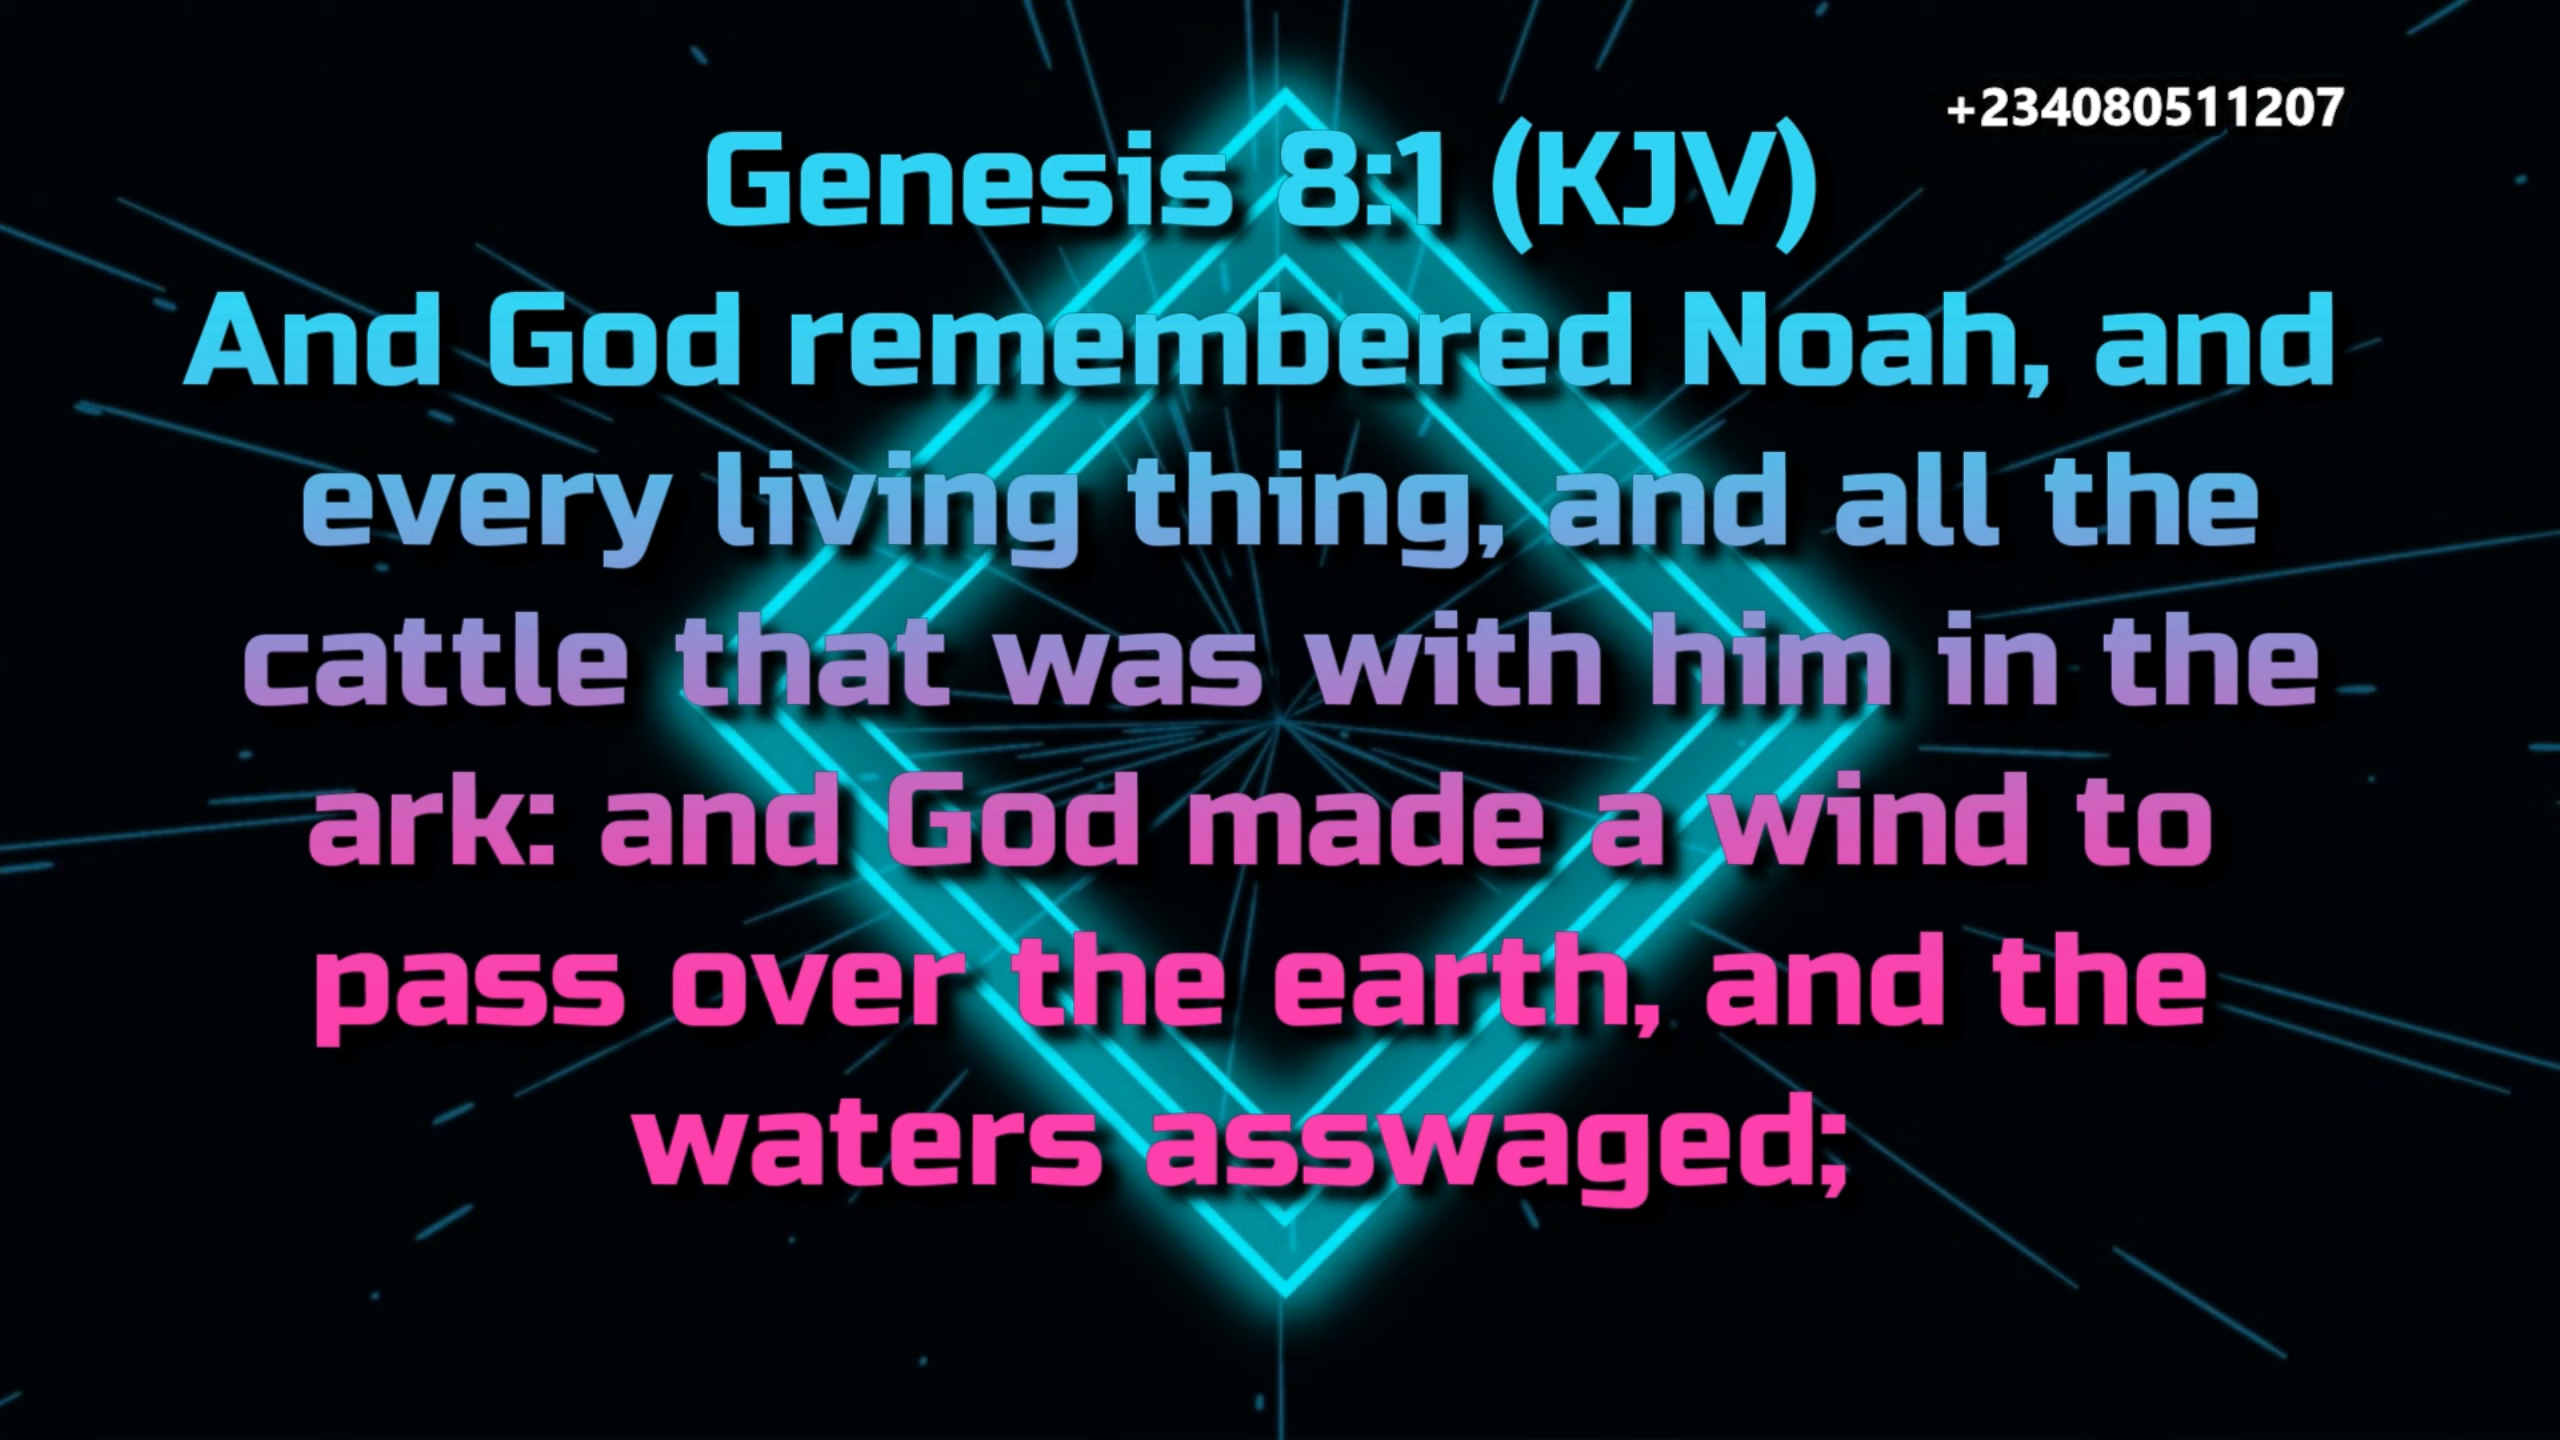 +234080511207
Genesis 8:1 (KJV)
And God remembered Noah, and
every living thing, and all the
cattle that was with him in the
ark: and God made a wind to
pass over the earth, and the
waters asswaged;